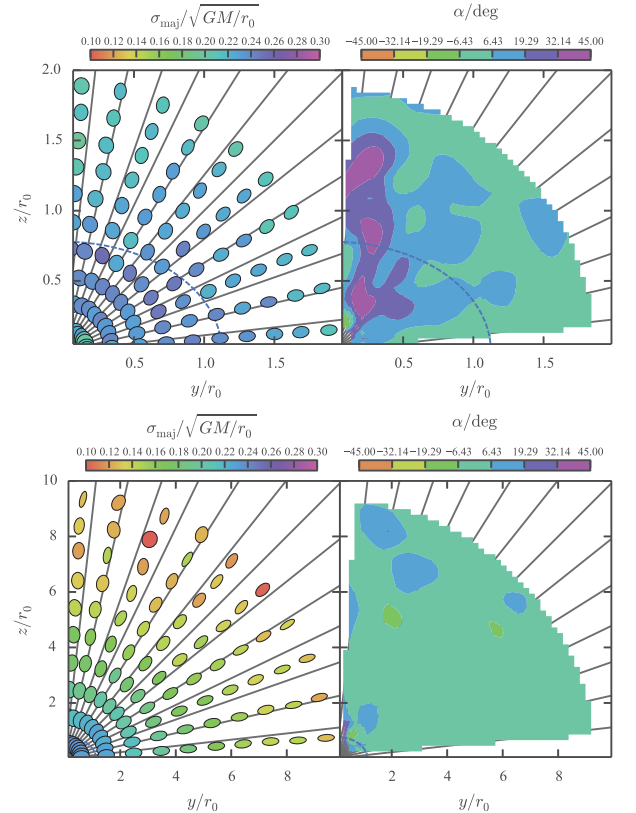 σ_maj/√GM/r₀
α/deg
0.10 0.12 0.14 0.16 0.18 0.20 0.22 0.24 0.26 0.28 0.30
−45.00 −32.14 −19.29 −6.43 6.43 19.29 32.14 45.00
2.0
1.5
1.0
0.5
z/r₀
0.5 1.0 1.5
0.5 1.0 1.5
y/r₀
y/r₀
σ_maj/√GM/r₀
α/deg
0.10 0.12 0.14 0.16 0.18 0.20 0.22 0.24 0.26 0.28 0.30
−45.00 −32.14 −19.29 −6.43 6.43 19.29 32.14 45.00
10
8
6
4
2
z/r₀
2 4 6 8
2 4 6 8
y/r₀
y/r₀